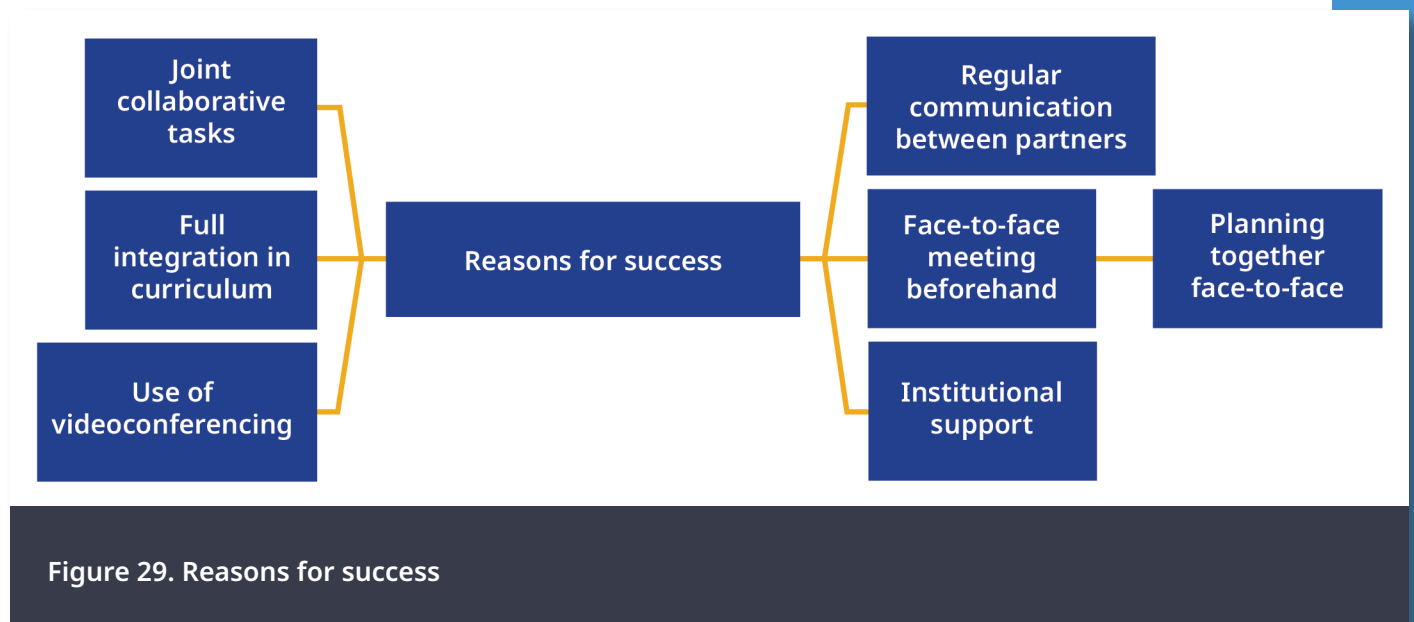 Joint
collaborative
tasks
Full
integration in
curriculum
Use of
videoconferencing
Reasons for success
Regular
communication
between partners
Face-to-face
meeting
beforehand
Planning
together
face-to-face
Institutional
support
Figure 29. Reasons for success